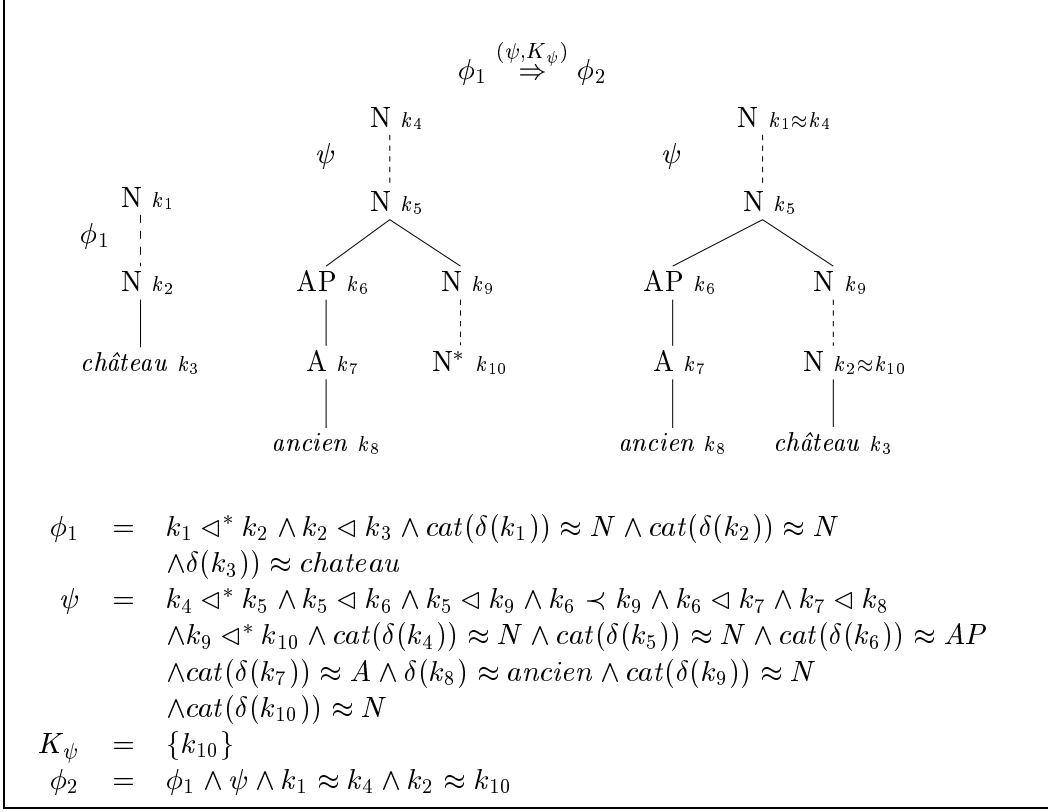 (ψ,Kψ)
ϕ₁ ⇒ ϕ₂
N k₄ N k₁≈k₄
ψ ψ
N k₁ N k₅ N k₅
ϕ₁
N k₂ AP k₆ N k₉ AP k₆ N k₉
château k₃ A k₇ N* k₁₀ A k₇ N k₂≈k₁₀
ancien k₈ ancien k₈ château k₃
ϕ₁ = k₁ ◁* k₂ ∧ k₂ ◁ k₃ ∧ cat(δ(k₁)) ≈ N ∧ cat(δ(k₂)) ≈ N
∧δ(k₃)) ≈ chateau
ψ = k₄ ◁* k₅ ∧ k₅ ◁ k₆ ∧ k₅ ◁ k₉ ∧ k₆ ≺ k₉ ∧ k₆ ◁ k₇ ∧ k₇ ◁ k₈
∧k₉ ◁* k₁₀ ∧ cat(δ(k₄)) ≈ N ∧ cat(δ(k₅)) ≈ N ∧ cat(δ(k₆)) ≈ AP
∧cat(δ(k₇)) ≈ A ∧ δ(k₈) ≈ ancien ∧ cat(δ(k₉)) ≈ N
∧cat(δ(k₁₀)) ≈ N
Kψ = {k₁₀}
ϕ₂ = ϕ₁ ∧ ψ ∧ k₁ ≈ k₄ ∧ k₂ ≈ k₁₀